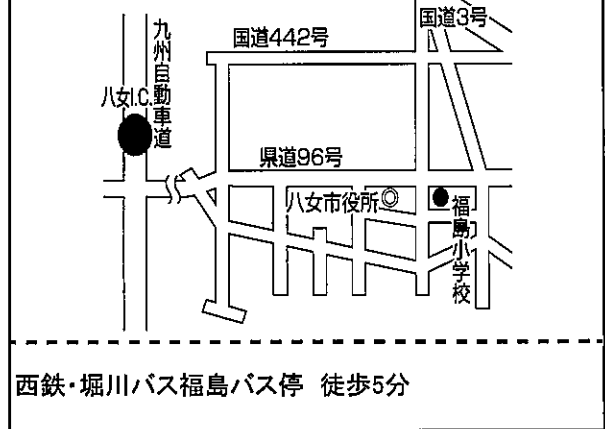 国道3号
国道442号
九州自動車道
八女I.C.
県道96号
八女市役所
福島小学校
西鉄・堀川バス福島バス停 徒歩5分